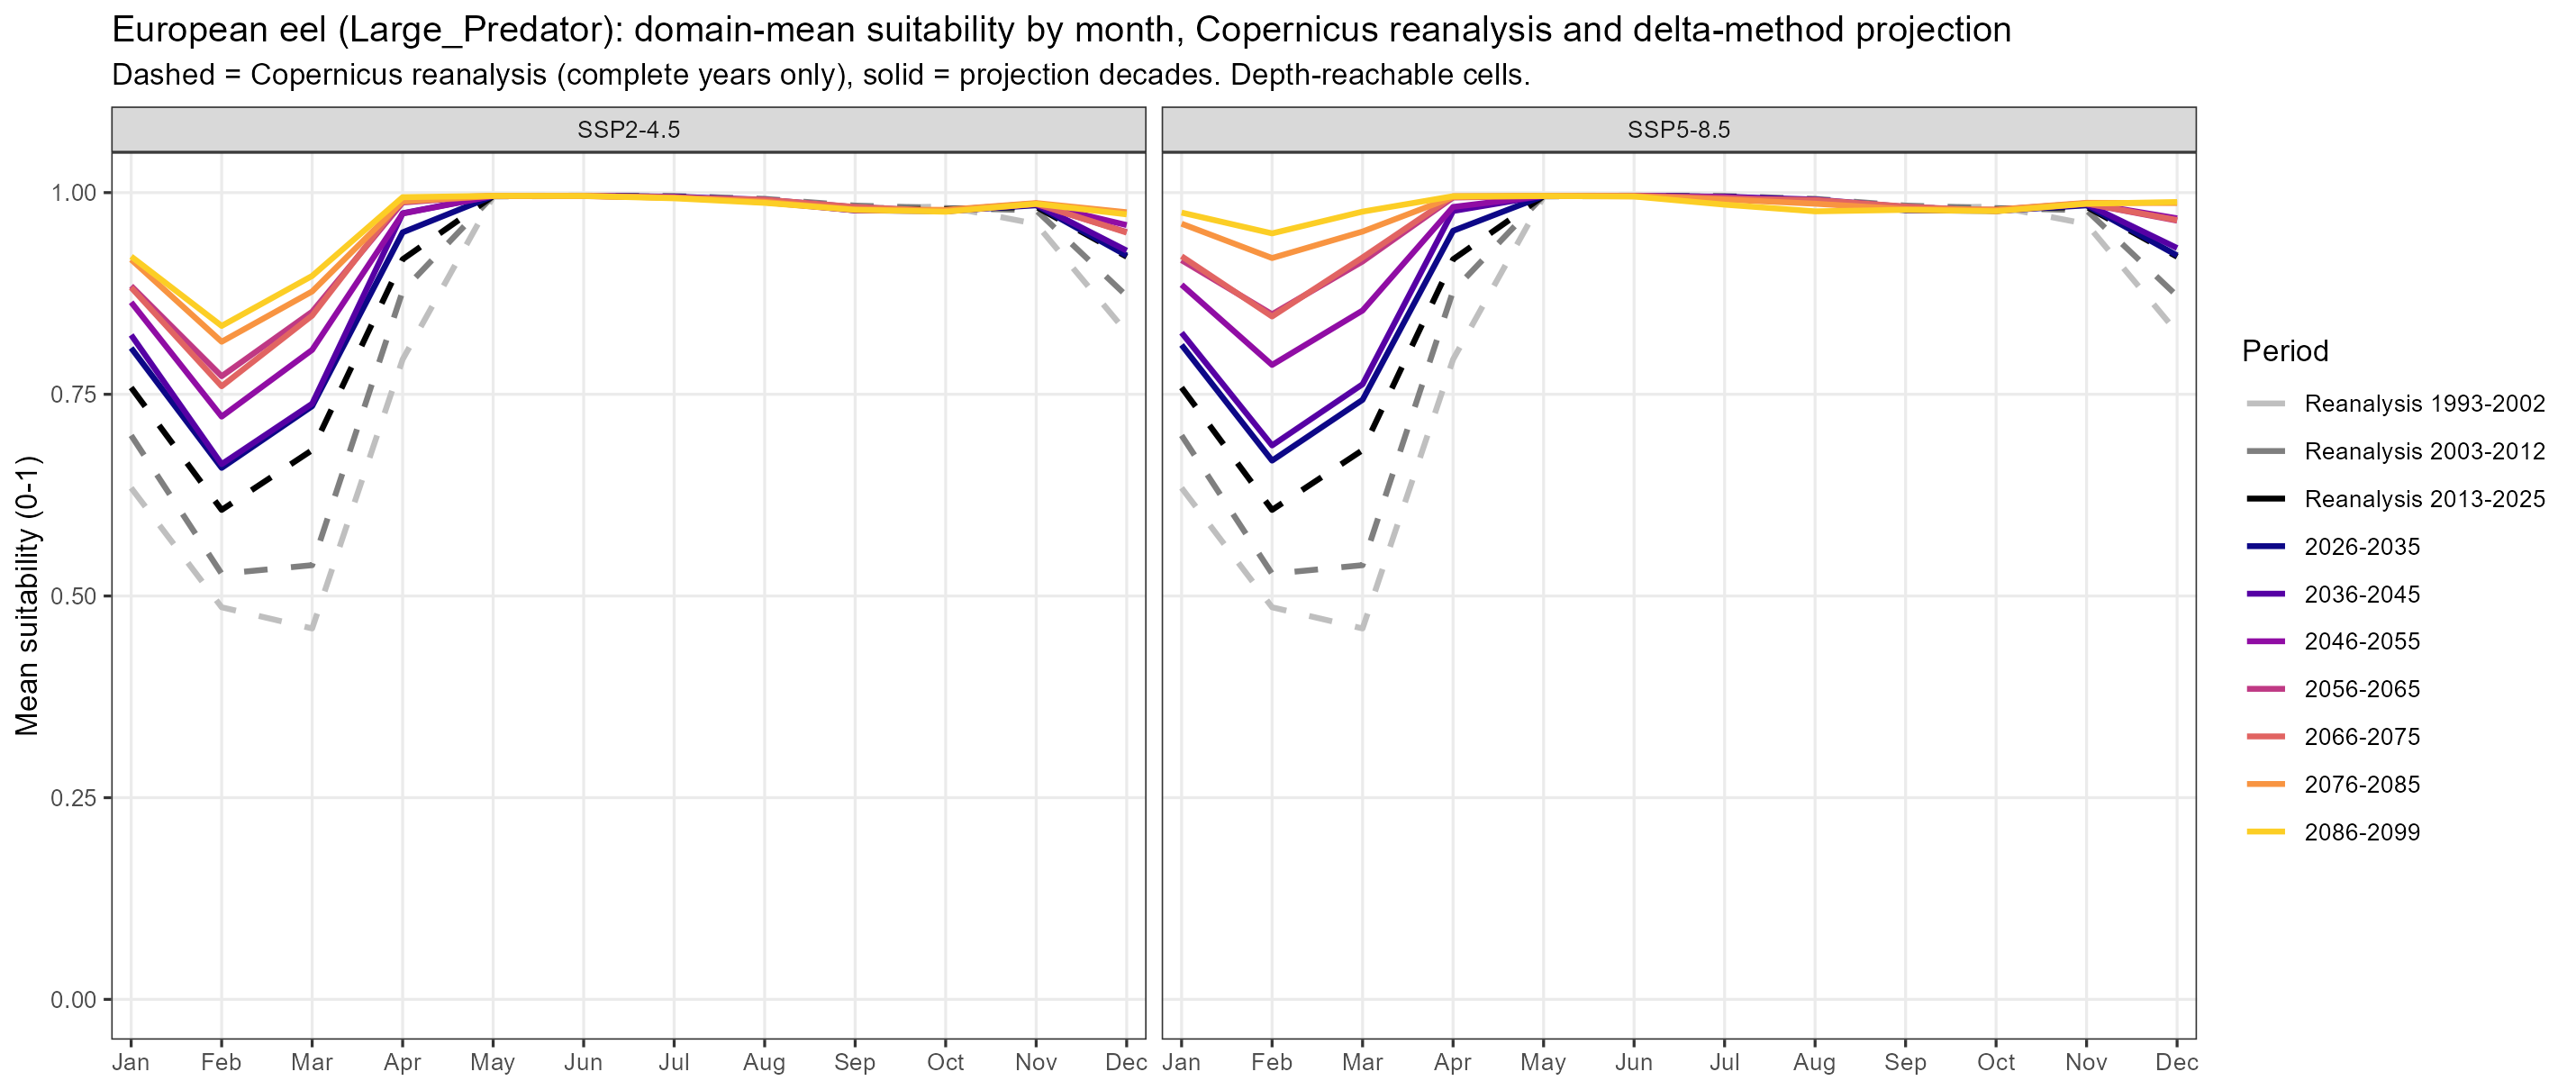 European eel (Large_Predator): domain-mean suitability by month, Copernicus reanalysis and delta-method projection
Dashed = Copernicus reanalysis (complete years only), solid = projection decades. Depth-reachable cells.
SSP2-4.5
SSP5-8.5
Mean suitability (0-1)
1.00
0.75
0.50
0.25
0.00
Jan Feb Mar Apr May Jun Jul Aug Sep Oct Nov Dec
Jan Feb Mar Apr May Jun Jul Aug Sep Oct Nov Dec
Period
Reanalysis 1993-2002
Reanalysis 2003-2012
Reanalysis 2013-2025
2026-2035
2036-2045
2046-2055
2056-2065
2066-2075
2076-2085
2086-2099